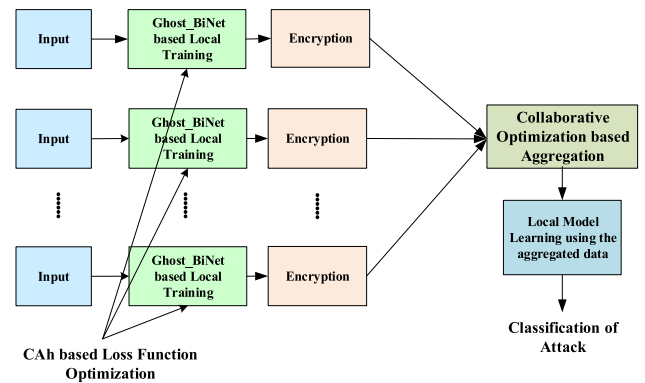 Input
Ghost_BiNet
based Local
Training
Encryption
Input
Ghost_BiNet
based Local
Training
Encryption
Input
Ghost_BiNet
based Local
Training
Encryption
Collaborative
Optimization based
Aggregation
Local Model
Learning using the
aggregated data
Classification of
Attack
CAh based Loss Function
Optimization